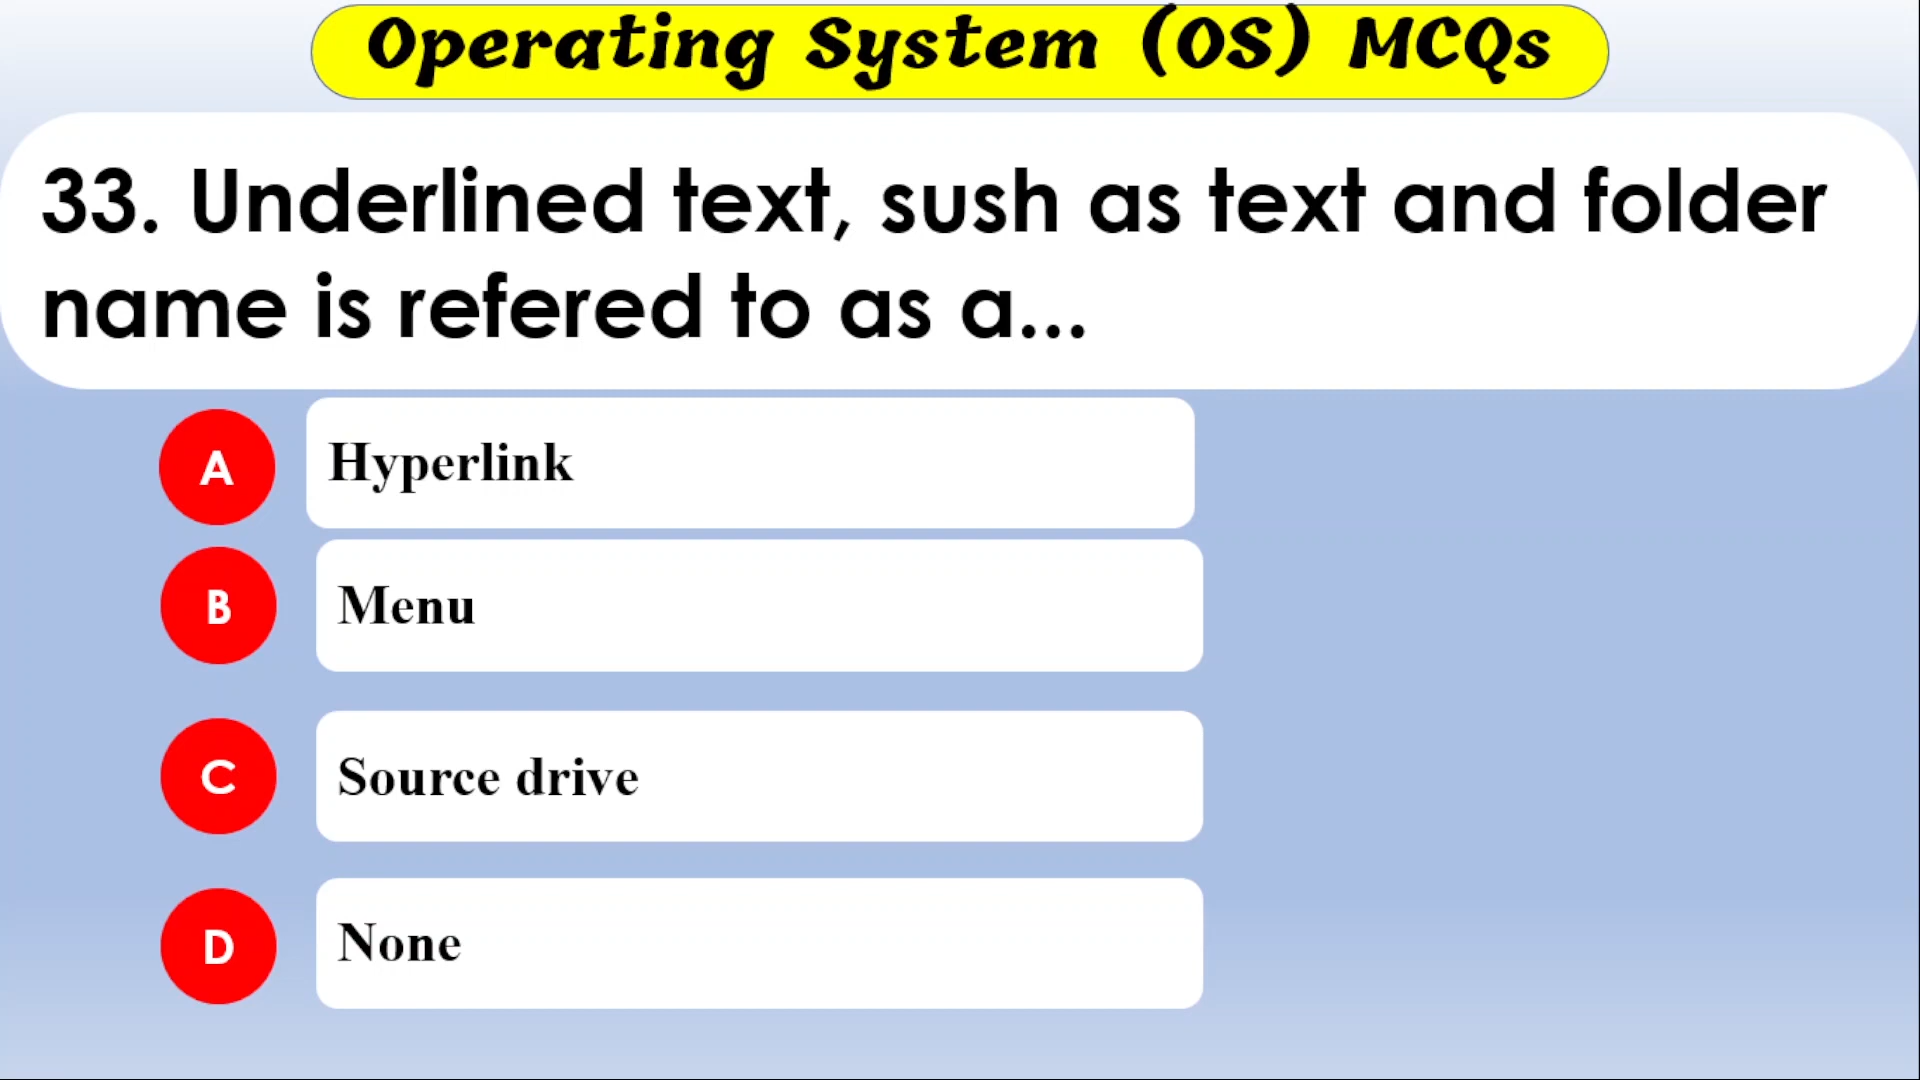 Operating System (OS) MCQs
33. Underlined text, sush as text and folder
name is refered to as a...
A
Hyperlink
B
Menu
C
Source drive
D
None